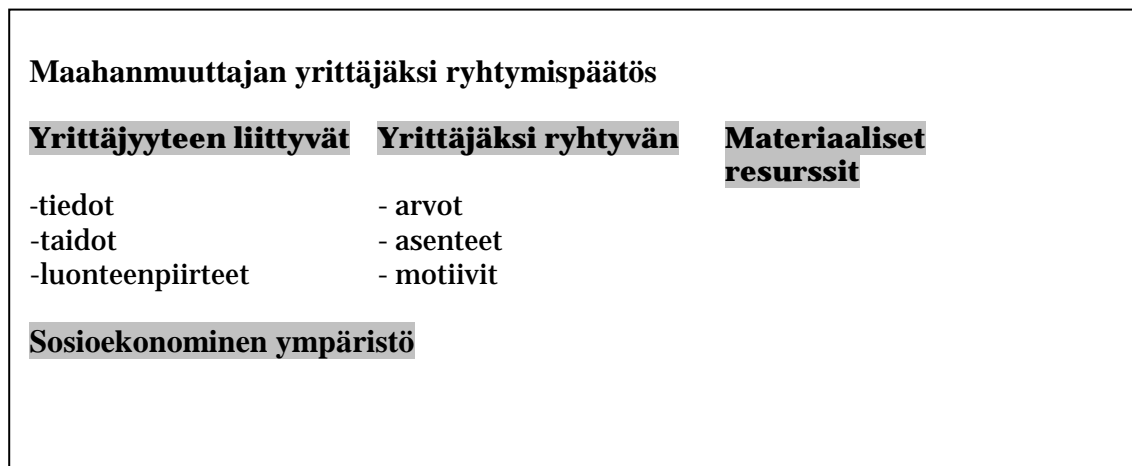 Maahanmuuttajan yrittäjäksi ryhtymispäätös
Yrittäjyyteen liittyvät Yrittäjäksi ryhtyvän Materiaaliset
resurssit
-tiedot - arvot
-taidot - asenteet
-luonteenpiirteet - motiivit
Sosioekonominen ympäristö